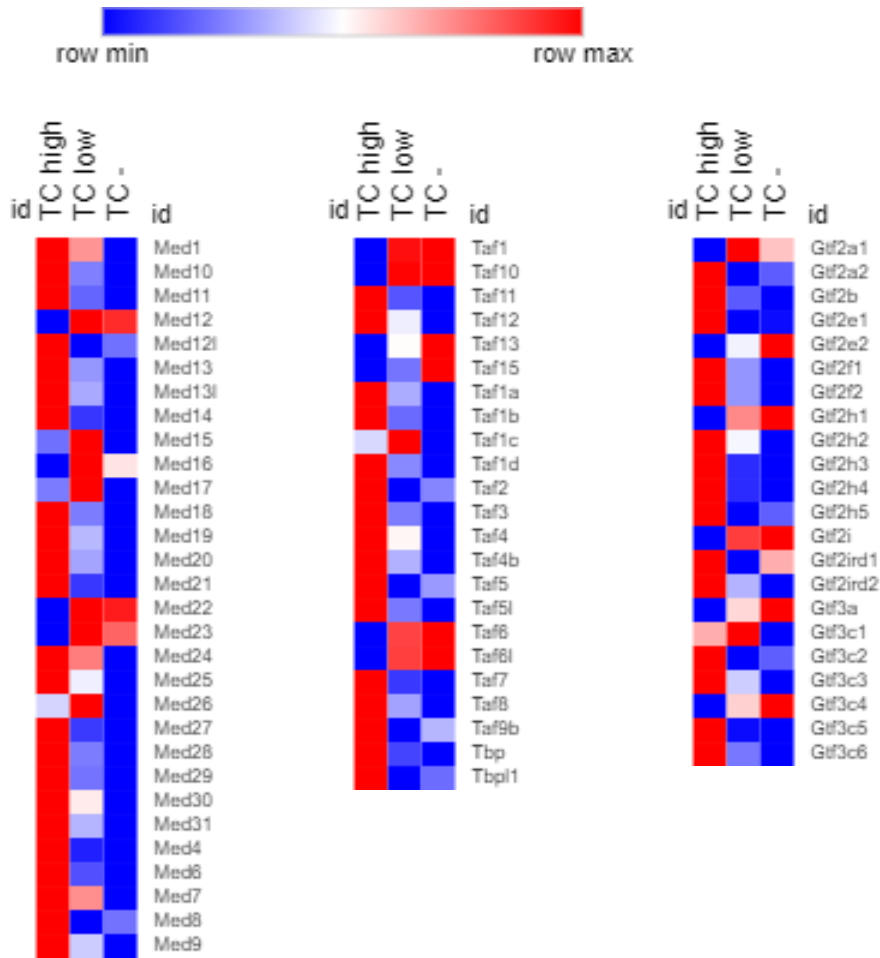 row min row max
id TC high TC low TC - id
Med1
Med10
Med11
Med12
Med12l
Med13
Med13l
Med14
Med15
Med16
Med17
Med18
Med19
Med20
Med21
Med22
Med23
Med24
Med25
Med26
Med27
Med28
Med29
Med30
Med31
Med4
Med6
Med7
Med8
Med9
id TC high TC low TC - id
Taf1
Taf10
Taf11
Taf12
Taf13
Taf15
Taf1a
Taf1b
Taf1c
Taf1d
Taf2
Taf3
Taf4
Taf4b
Taf5
Taf5l
Taf6
Taf6l
Taf7
Taf8
Taf9b
Tbp
Tbpl1
id TC high TC low TC - id
Gtf2a1
Gtf2a2
Gtf2b
Gtf2e1
Gtf2e2
Gtf2f1
Gtf2f2
Gtf2h1
Gtf2h2
Gtf2h3
Gtf2h4
Gtf2h5
Gtf2i
Gtf2ird1
Gtf2ird2
Gtf3a
Gtf3c1
Gtf3c2
Gtf3c3
Gtf3c4
Gtf3c5
Gtf3c6